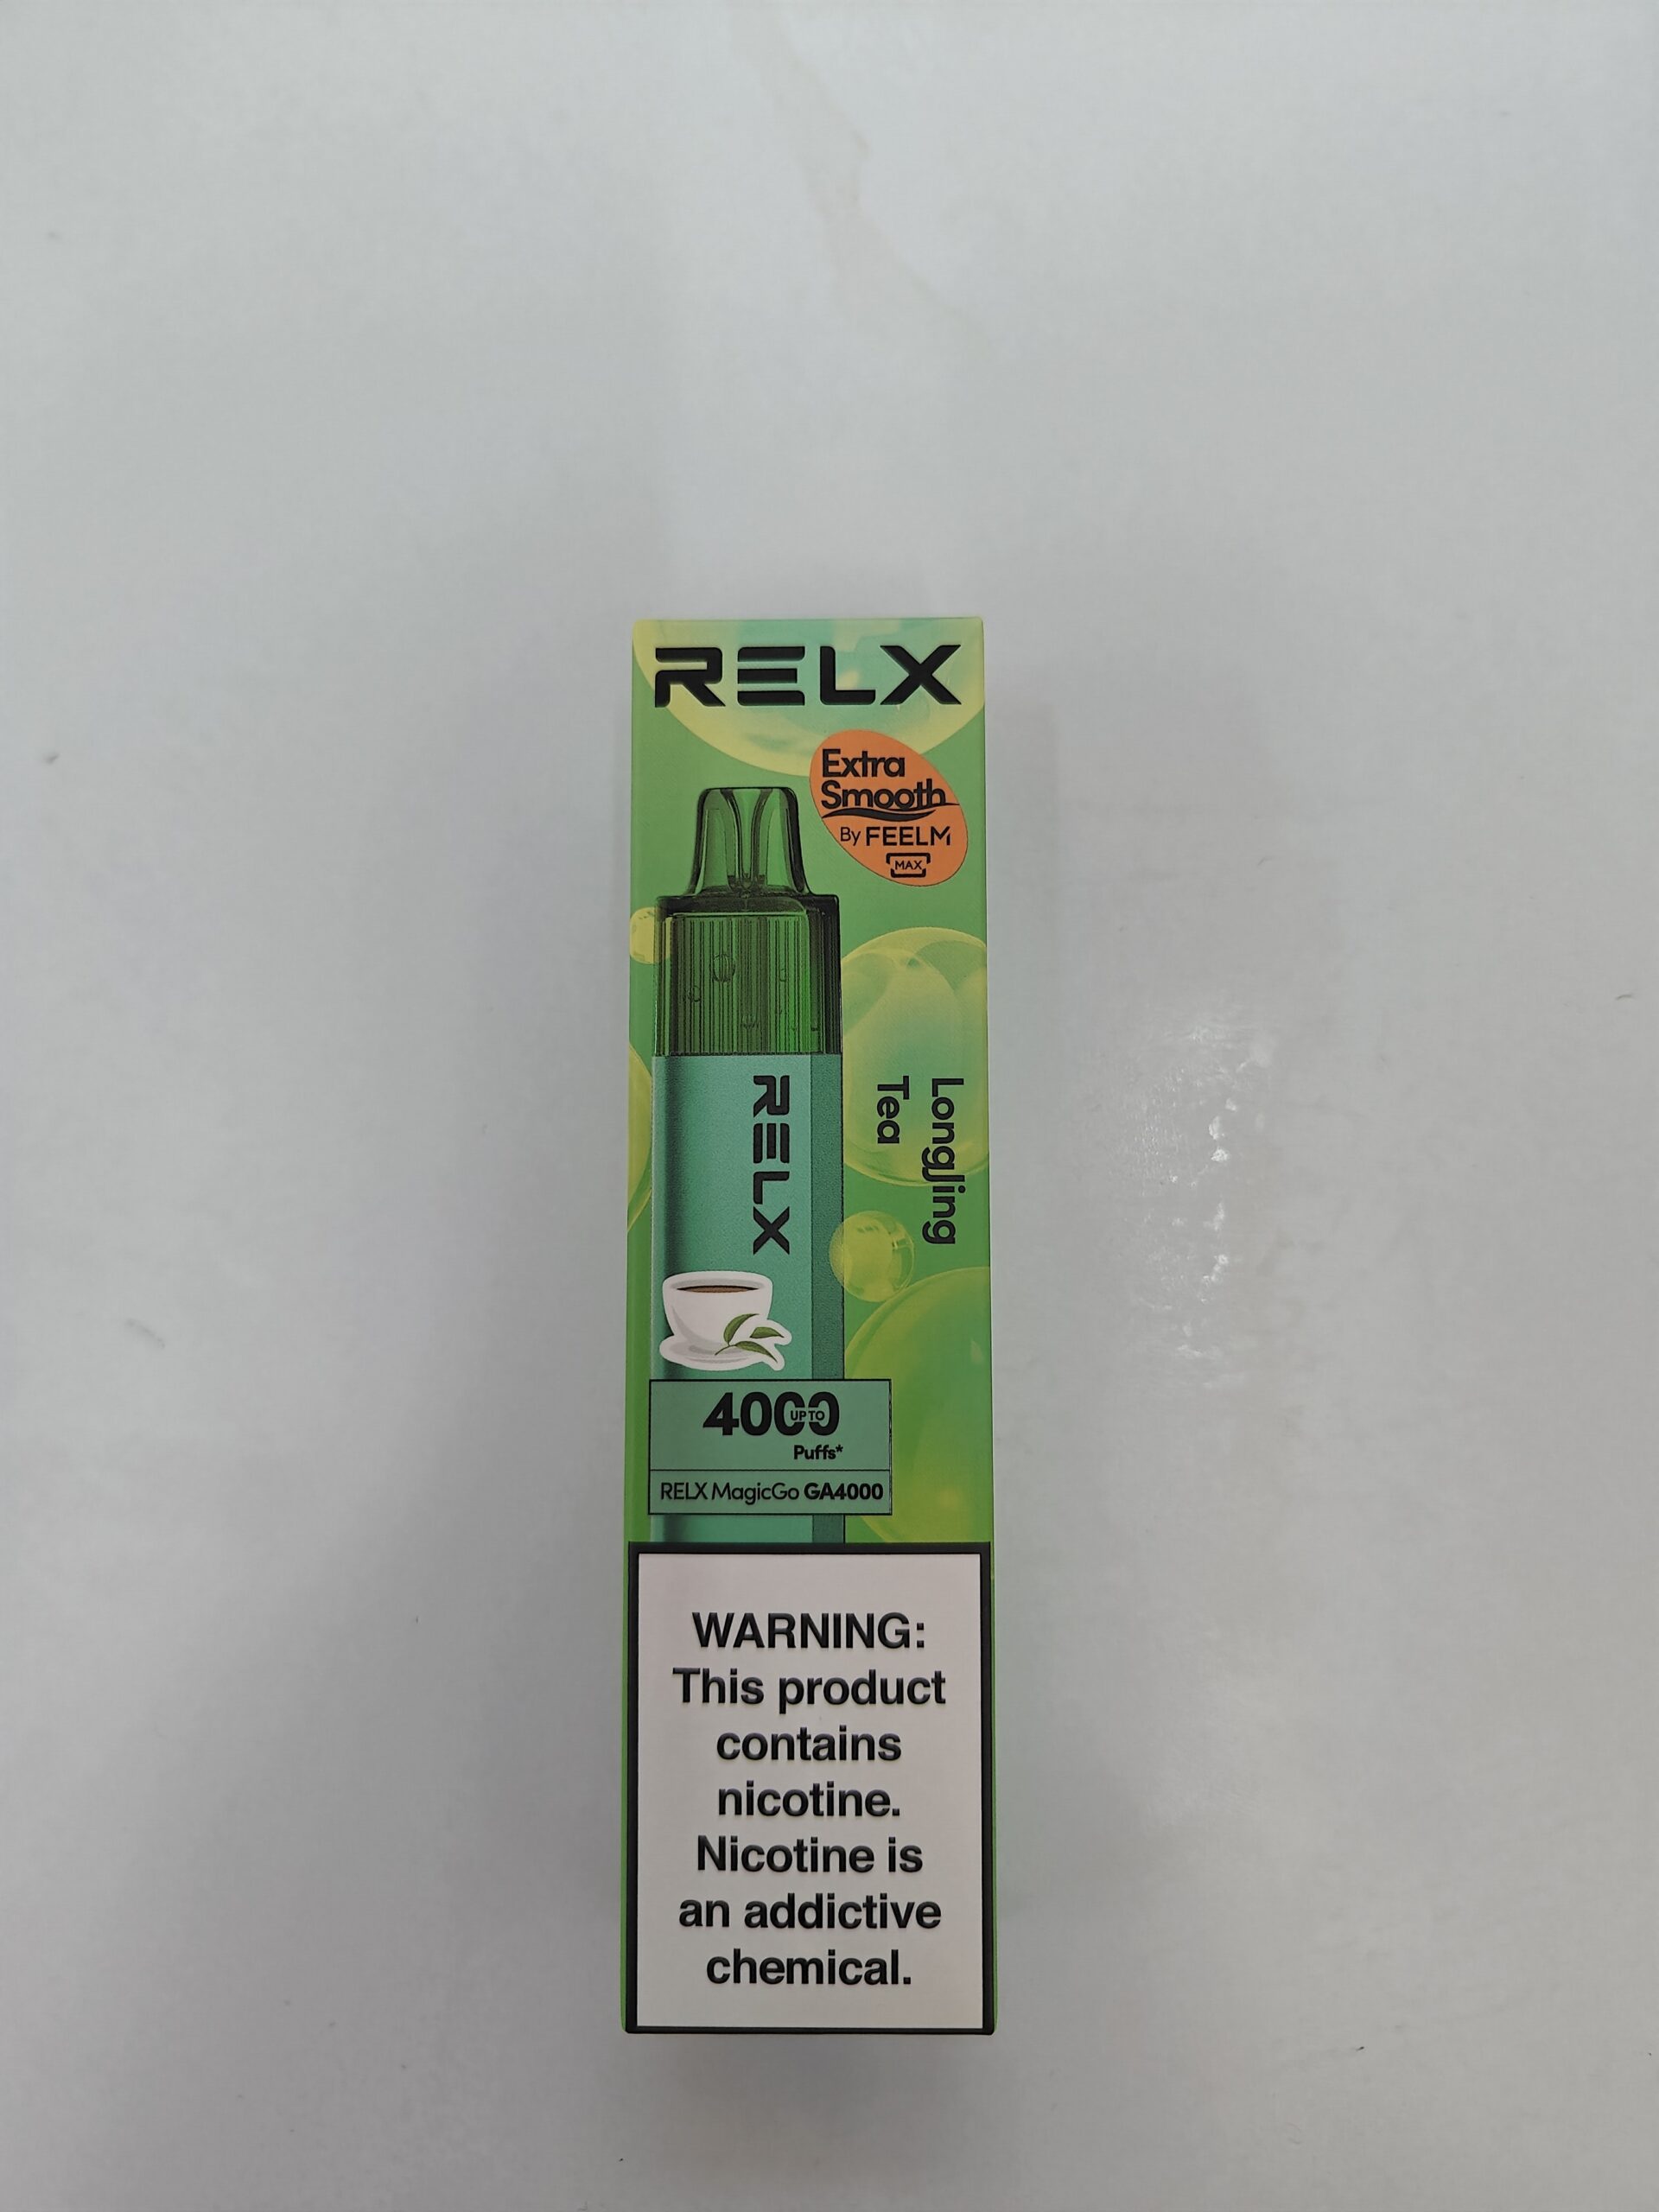 RELX
Extra
Smooth
By FEELM
MAX
Longjing
Tea
RELX
4000
UP TO
Puffs*
RELX MagicGo GA4000
WARNING:
This product
contains
nicotine.
Nicotine is
an addictive
chemical.